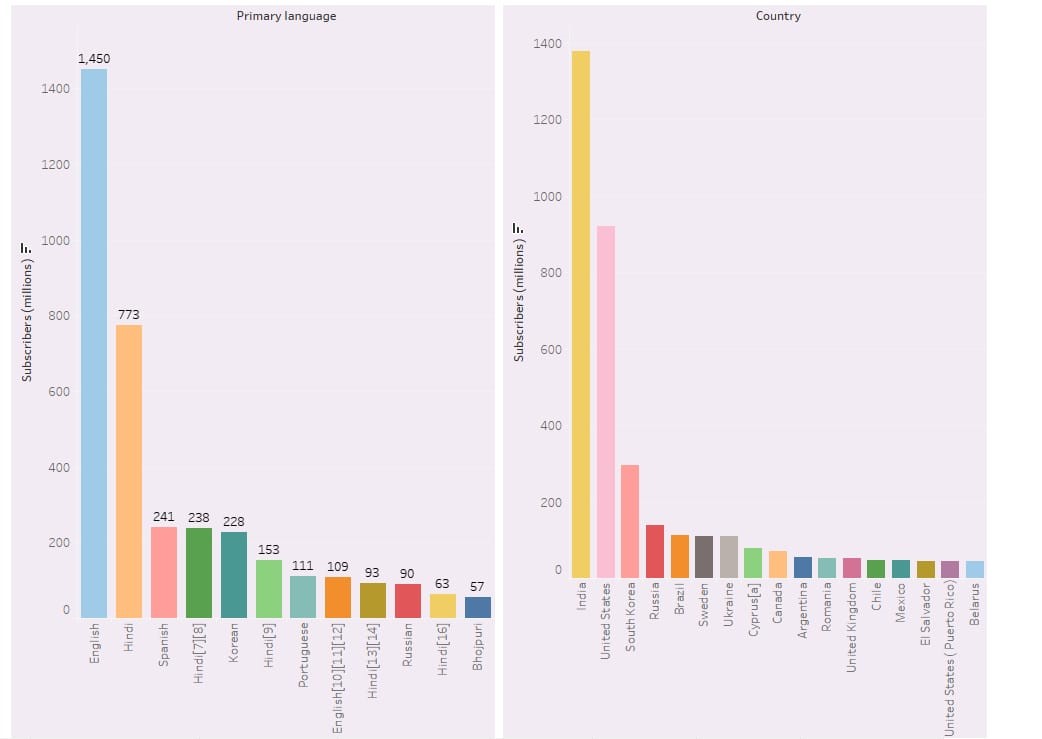 Primary language
Subscribers (millions)
1400
1200
1000
800
600
400
200
0
1,450
773
241
238
228
153
111
109
93
90
63
57
English
Hindi
Spanish
Hindi[7][8]
Korean
Hindi[9]
Portuguese
English[10][11][12]
Hindi[13][14]
Russian
Hindi[16]
Bhojpuri
Country
Subscribers (millions)
1400
1200
1000
800
600
400
200
0
India
United States
South Korea
Russia
Brazil
Sweden
Ukraine
Cyprus[a]
Canada
Argentina
Romania
United Kingdom
Chile
Mexico
El Salvador
United States ( Puerto Rico)
Belarus